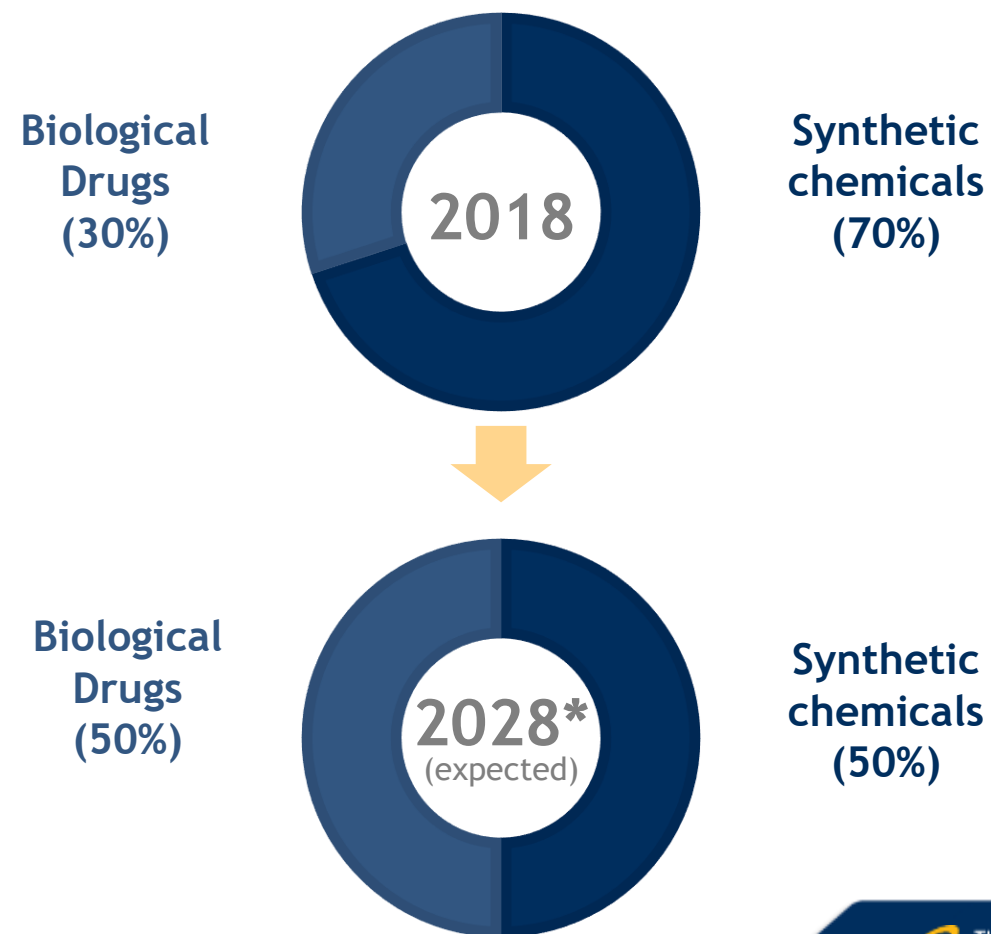 Biological
Drugs
(30%)
2018
Synthetic
chemicals
(70%)
Biological
Drugs
(50%)
2028*
(expected)
Synthetic
chemicals
(50%)